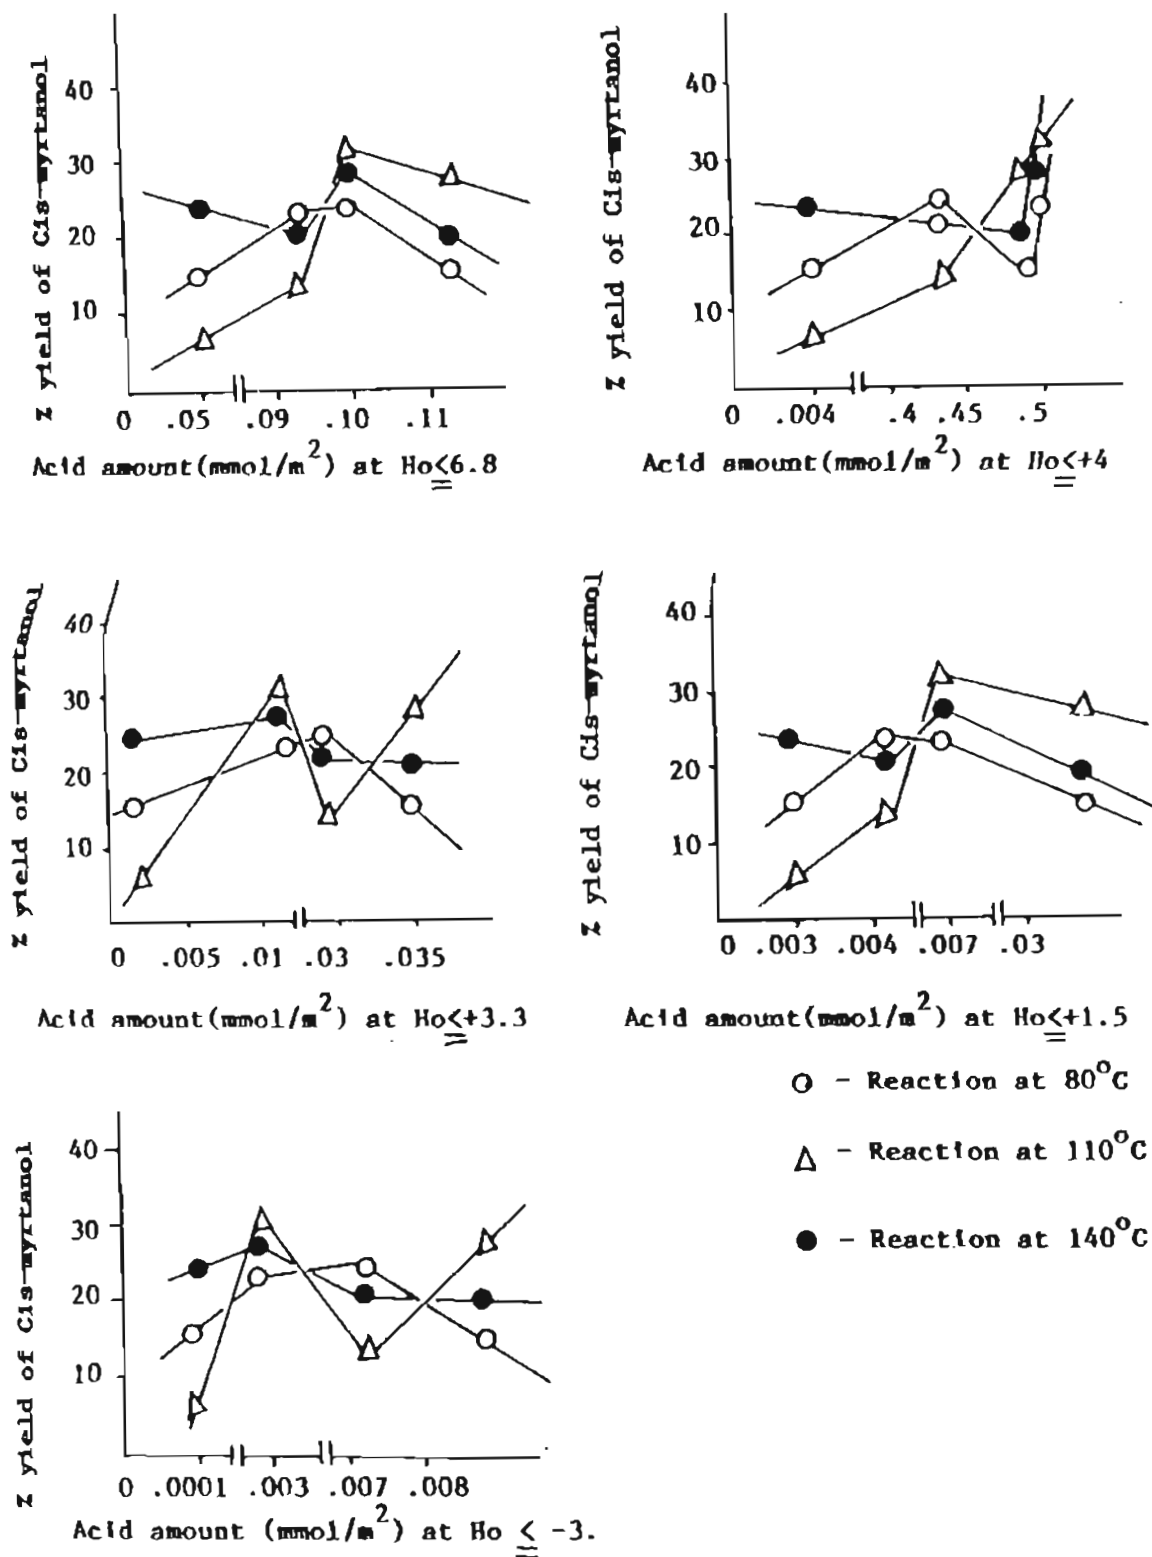 % yield of Cis-myrtanol
40
30
20
10
0 .05 .09 .10 .11
Acid amount(mmol/m²) at Ho≤6.8
% yield of Cis-myrtanol
40
30
20
10
0 .004 .4 .45 .5
Acid amount(mmol/m²) at Ho≤+4
% yield of Cis-myrtanol
40
30
20
10
0 .005 .01 .03 .035
Acid amount(mmol/m²) at Ho≤+3.3
% yield of Cis-myrtanol
40
30
20
10
0 .003 .004 .007 .03
Acid amount(mmol/m²) at Ho≤+1.5
○ - Reaction at 80°C
△ - Reaction at 110°C
● - Reaction at 140°C
% yield of Cis-myrtanol
40
30
20
10
0 .0001 .003 .007 .008
Acid amount (mmol/m²) at Ho ≤ -3.